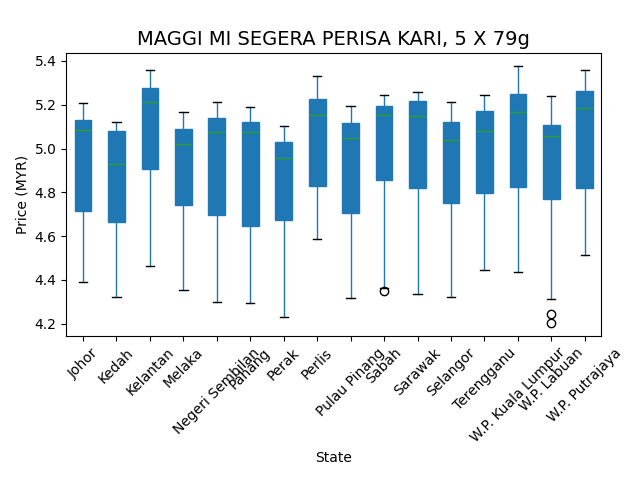 MAGGI MI SEGERA PERISA KARI, 5 X 79g
Price (MYR)
5.4
5.2
5.0
4.8
4.6
4.4
4.2
Johor
Kedah
Kelantan
Melaka
Negeri Sembilan
Pahang
Perak
Perlis
Pulau Pinang
Sabah
Sarawak
Selangor
Terengganu
W.P. Kuala Lumpur
W.P. Labuan
W.P. Putrajaya
State